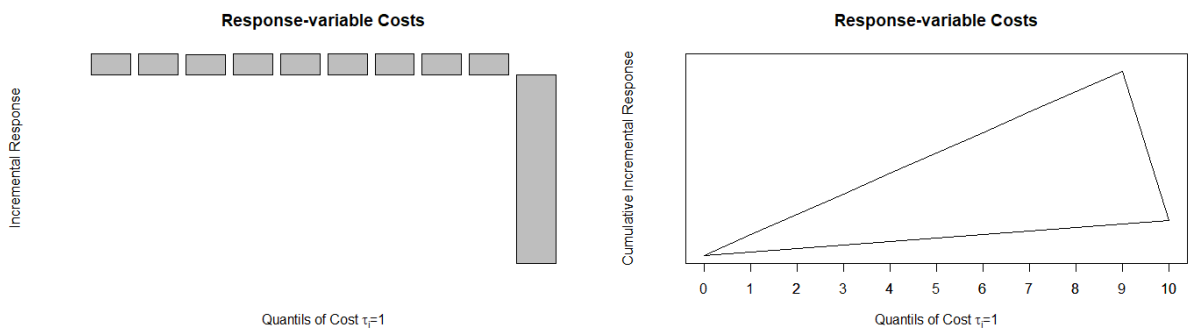 Response-variable Costs
Incremental Response
Quantils of Cost τi=1
Response-variable Costs
Cumulative Incremental Response
0 1 2 3 4 5 6 7 8 9 10
Quantils of Cost τi=1